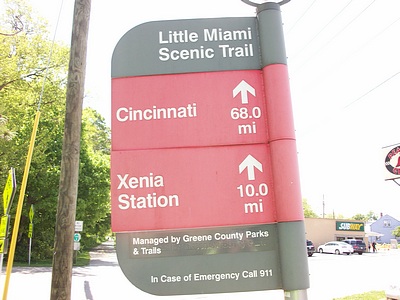 Little Miami
Scenic Trail
Cincinnati
68.0
mi
Xenia
Station
10.0
mi
Managed by Greene County Parks
& Trails
In Case of Emergency Call 911
SUBWAY